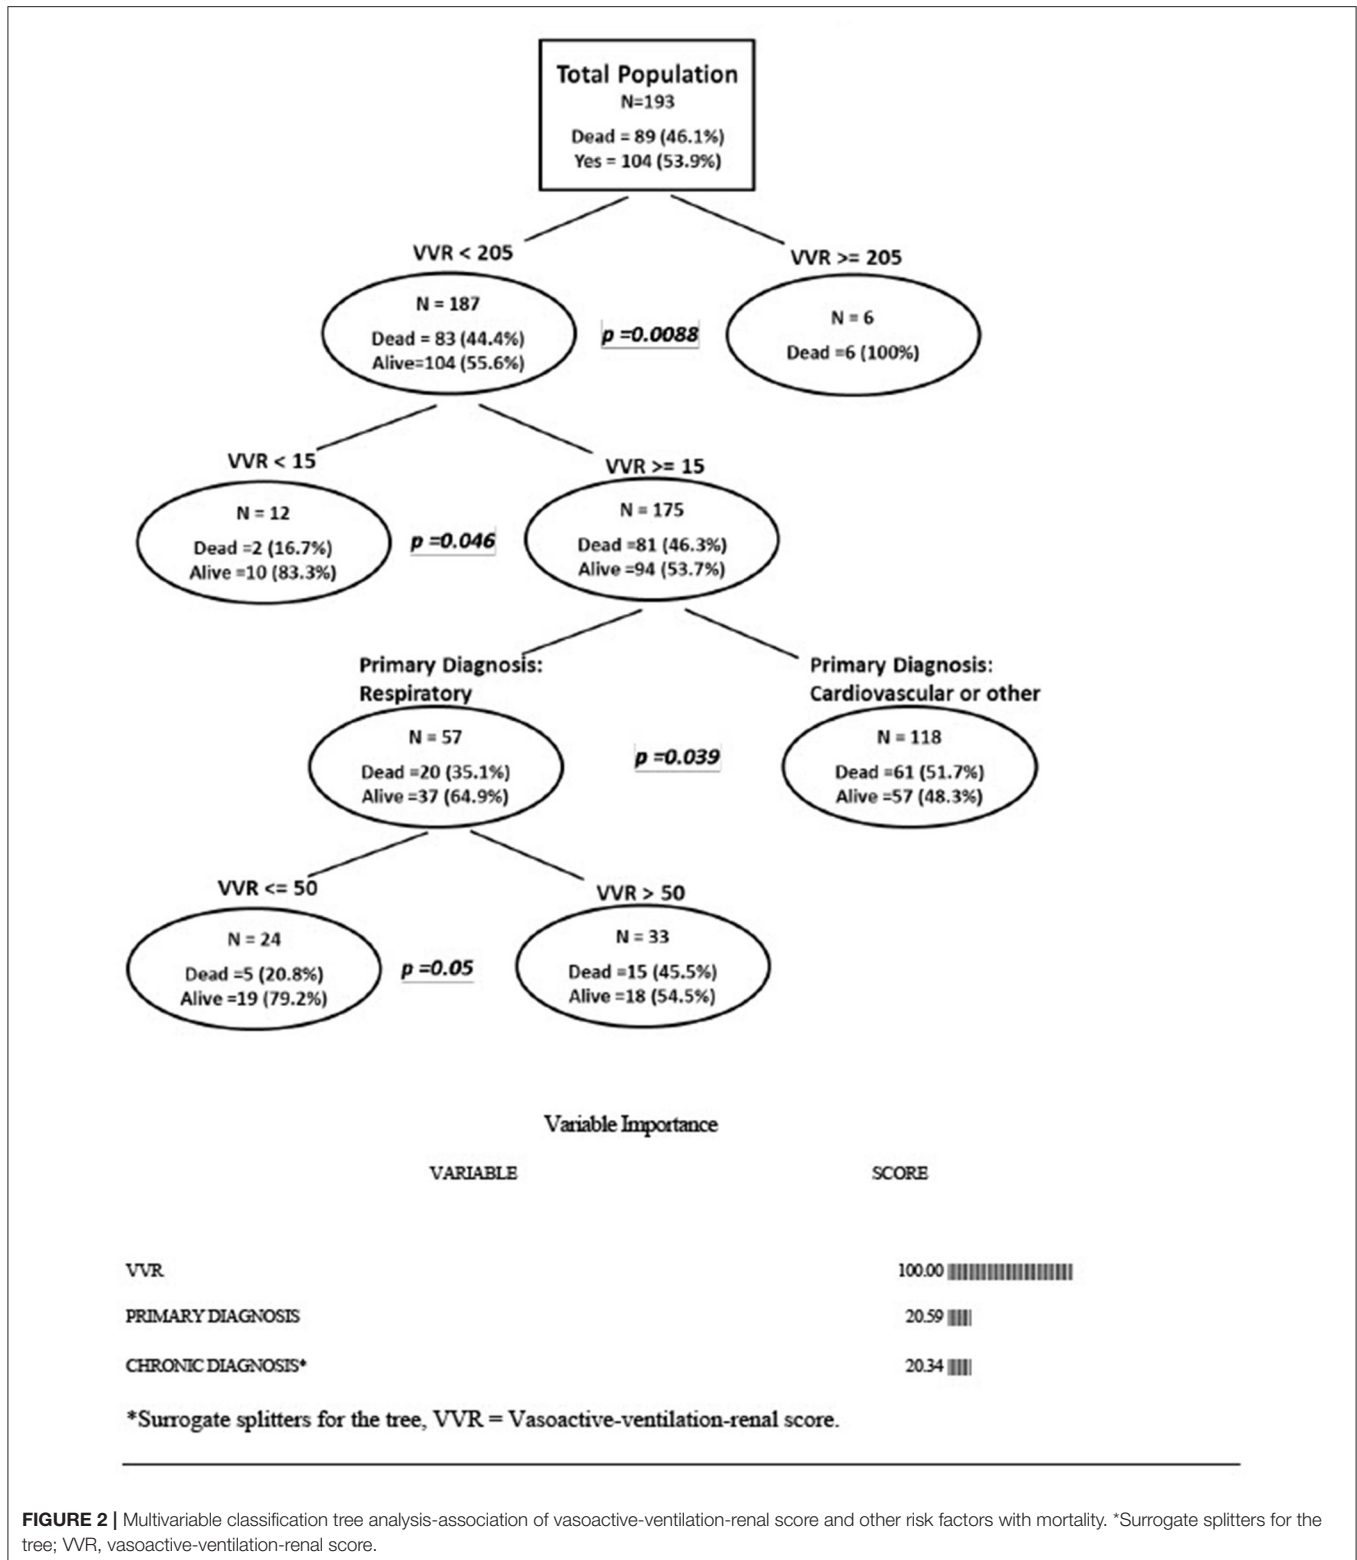 Total Population
N=193
Dead = 89 (46.1%)
Yes = 104 (53.9%)
VVR < 205
VVR >= 205
N = 187
Dead = 83 (44.4%)
Alive=104 (55.6%)
p =0.0088
N = 6
Dead =6 (100%)
VVR < 15
VVR >= 15
N = 12
Dead =2 (16.7%)
Alive =10 (83.3%)
p =0.046
N = 175
Dead =81 (46.3%)
Alive =94 (53.7%)
Primary Diagnosis:
Respiratory
Primary Diagnosis:
Cardiovascular or other
N = 57
Dead =20 (35.1%)
Alive =37 (64.9%)
p =0.039
N = 118
Dead =61 (51.7%)
Alive =57 (48.3%)
VVR <= 50
VVR > 50
N = 24
Dead =5 (20.8%)
Alive =19 (79.2%)
p =0.05
N = 33
Dead =15 (45.5%)
Alive =18 (54.5%)
Variable Importance
VARIABLE SCORE
VVR 100.00
PRIMARY DIAGNOSIS 20.59
CHRONIC DIAGNOSIS* 20.34
*Surrogate splitters for the tree, VVR = Vasoactive-ventilation-renal score.
FIGURE 2 | Multivariable classification tree analysis-association of vasoactive-ventilation-renal score and other risk factors with mortality. *Surrogate splitters for the
tree; VVR, vasoactive-ventilation-renal score.